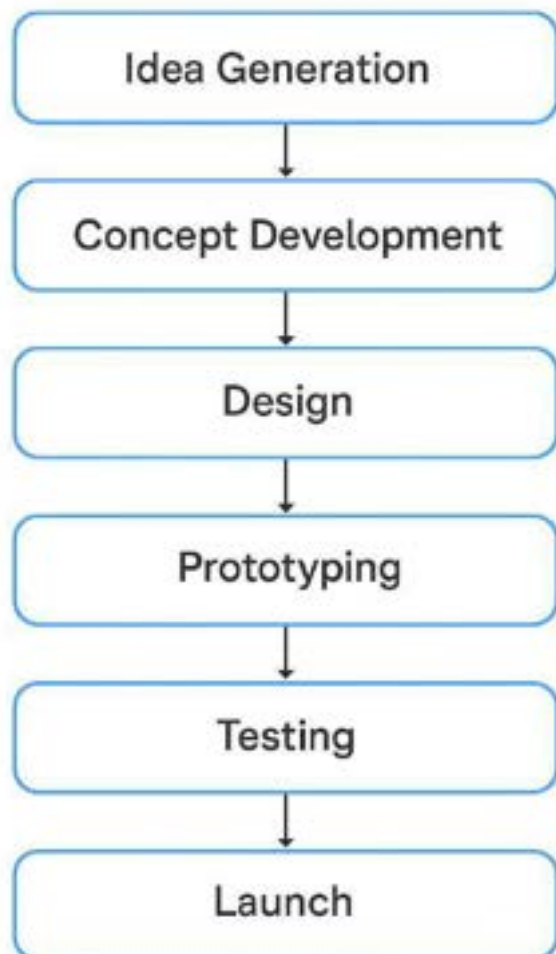 Idea Generation
Concept Development
Design
Prototyping
Testing
Launch